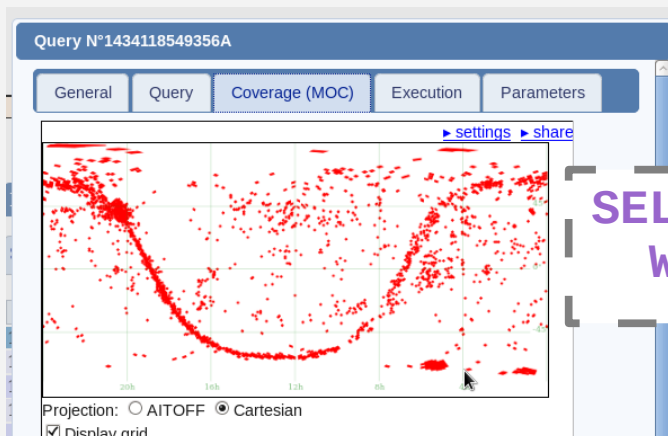 Query N°1434118549356A
General Query Coverage (MOC) Execution Parameters
▸ settings ▸ share
SEL
W
20h 16h 12h 8h
Projection: AITOFF Cartesian
Display grid